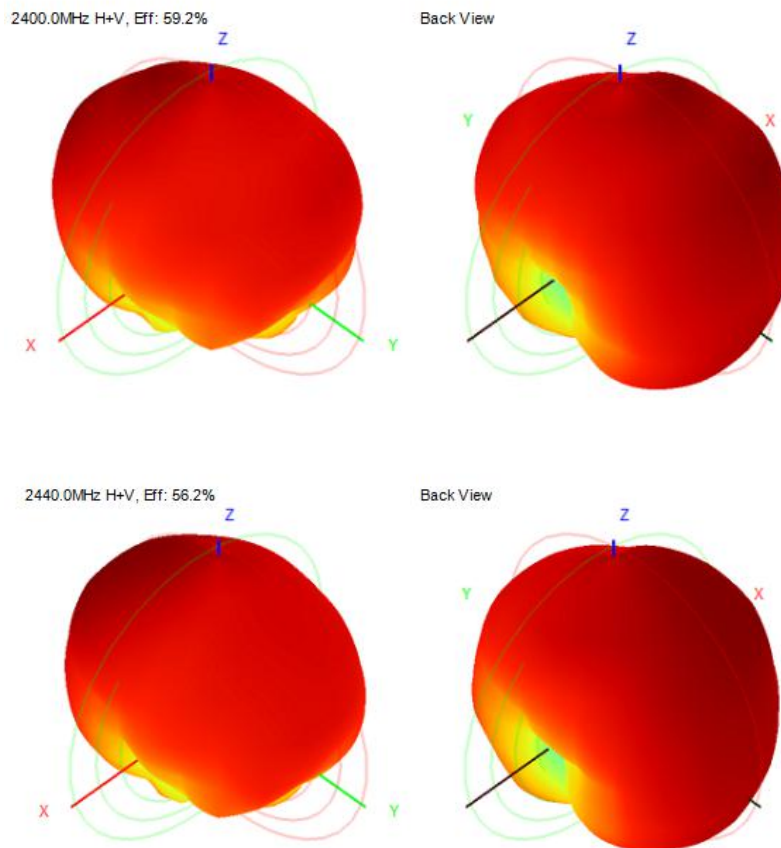 2400.0MHz H+V, Eff: 59.2%
Back View
Z
Z
Y
X
X
Y
2440.0MHz H+V, Eff: 56.2%
Back View
Z
Z
Y
X
X
Y